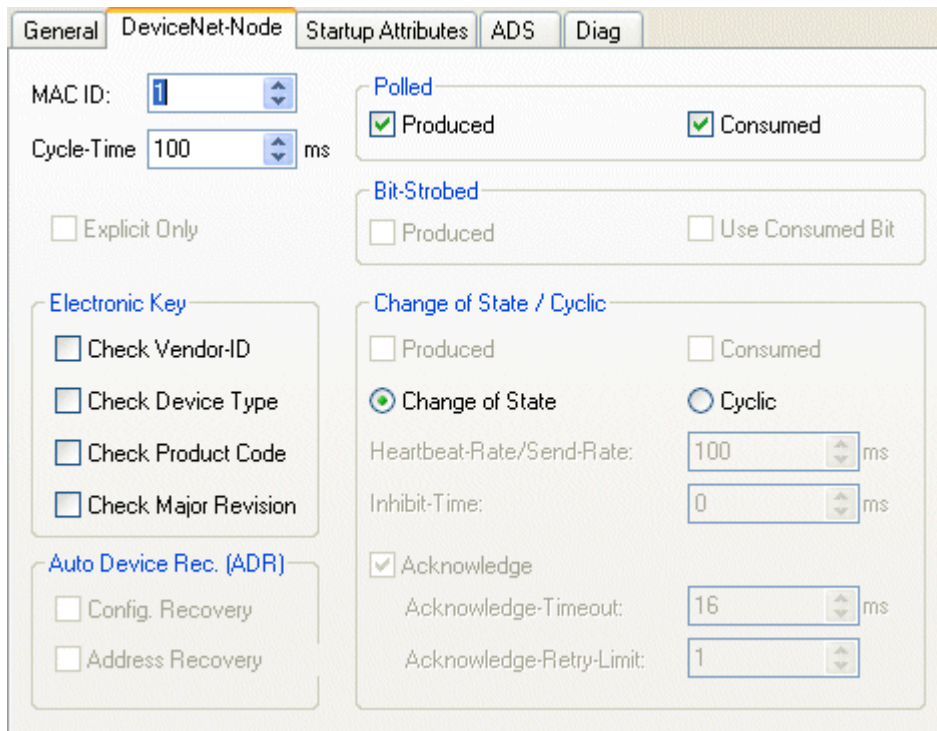 General DeviceNet-Node Startup Attributes ADS Diag
MAC ID: 1
Cycle-Time 100 ms
Explicit Only
Polled
Produced Consumed
Bit-Strobed
Produced Use Consumed Bit
Electronic Key
Check Vendor-ID
Check Device Type
Check Product Code
Check Major Revision
Auto Device Rec. (ADR)
Config. Recovery
Address Recovery
Change of State / Cyclic
Produced Consumed
Change of State Cyclic
Heartbeat-Rate/Send-Rate: 100 ms
Inhibit-Time: 0 ms
Acknowledge
Acknowledge-Timeout: 16 ms
Acknowledge-Retry-Limit: 1